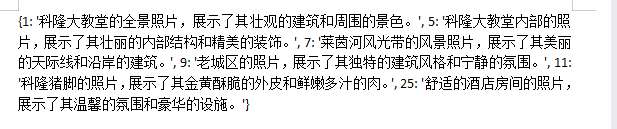 {1: '科隆大教堂的全景照片，展示了其壮观的建筑和周围的景色。', 5: '科隆大教堂内部的照
片，展示了其壮丽的内部结构和精美的装饰。', 7: '莱茵河风光带的风景照片，展示了其美丽
的天际线和沿岸的建筑。', 9: '老城区的照片，展示了其独特的建筑风格和宁静的氛围。', 11:
'科隆猪脚的照片，展示了其金黄酥脆的外皮和鲜嫩多汁的肉。', 25: '舒适的酒店房间的照片，
展示了其温馨的氛围和豪华的设施。'}